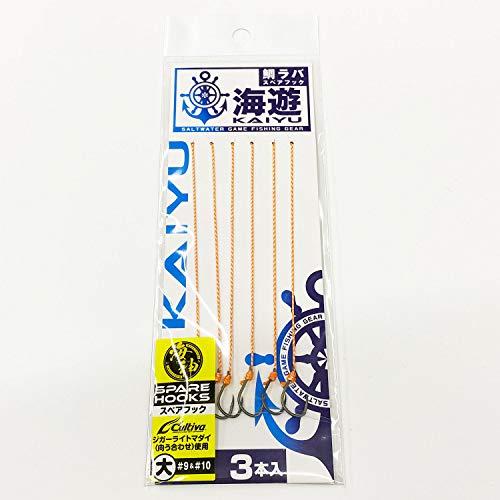 鯛ラバ
スペアフック
海遊
KAIYU
SALTWATER GAME FISHING GEAR
KAIYU
SPARE
HOOKS
スペアフック
Cultiva
ジガーライトマダイ
(向う合わせ)使用
大 #9&#10
3本入
SALTWATER GAME FISHING GEAR